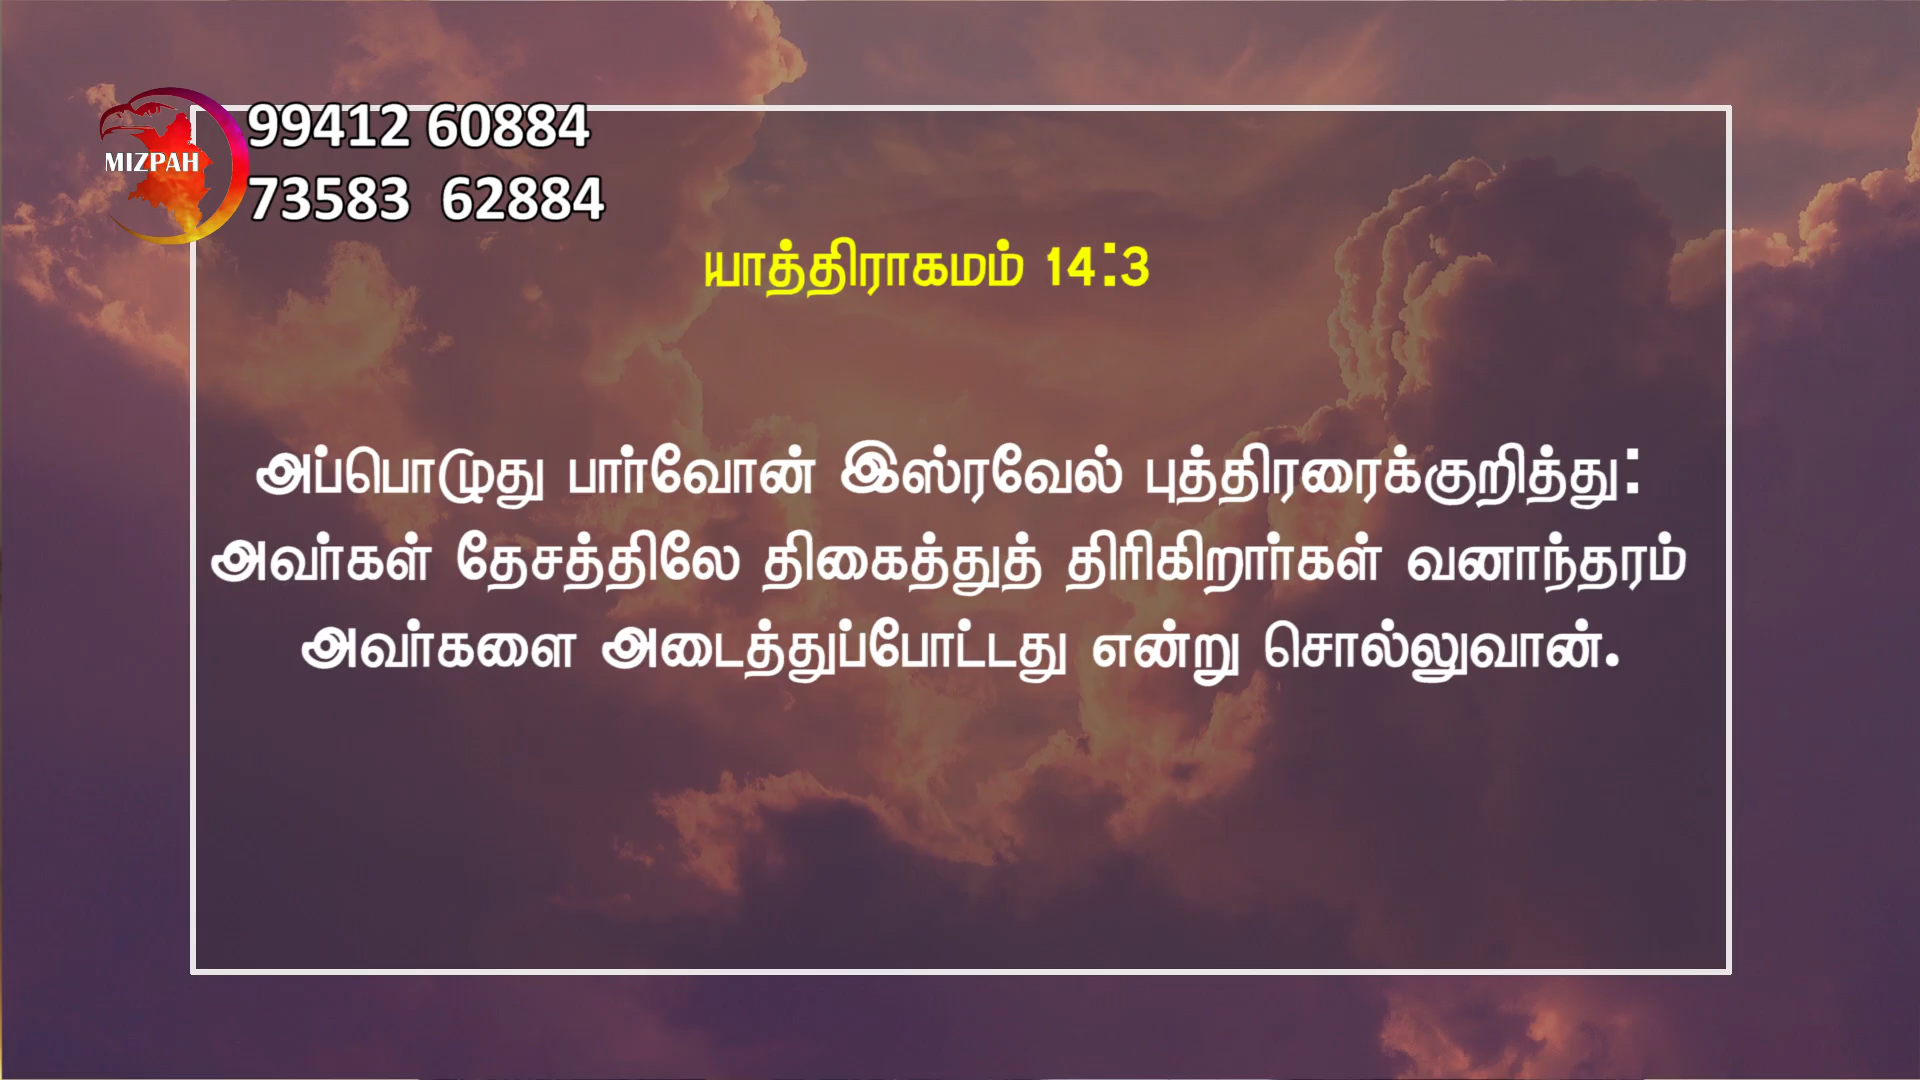 MIZPAH
99412 60884
73583 62884
யாத்திராகமம் 14:3
அப்பொழுது பார்வோன் இஸ்ரவேல் புத்திரரைக்குறித்து:
அவர்கள் தேசத்திலே திகைத்துத் திரிகிறார்கள் வனாந்தரம்
அவர்களை அடைத்துப்போட்டது என்று சொல்லுவான்.